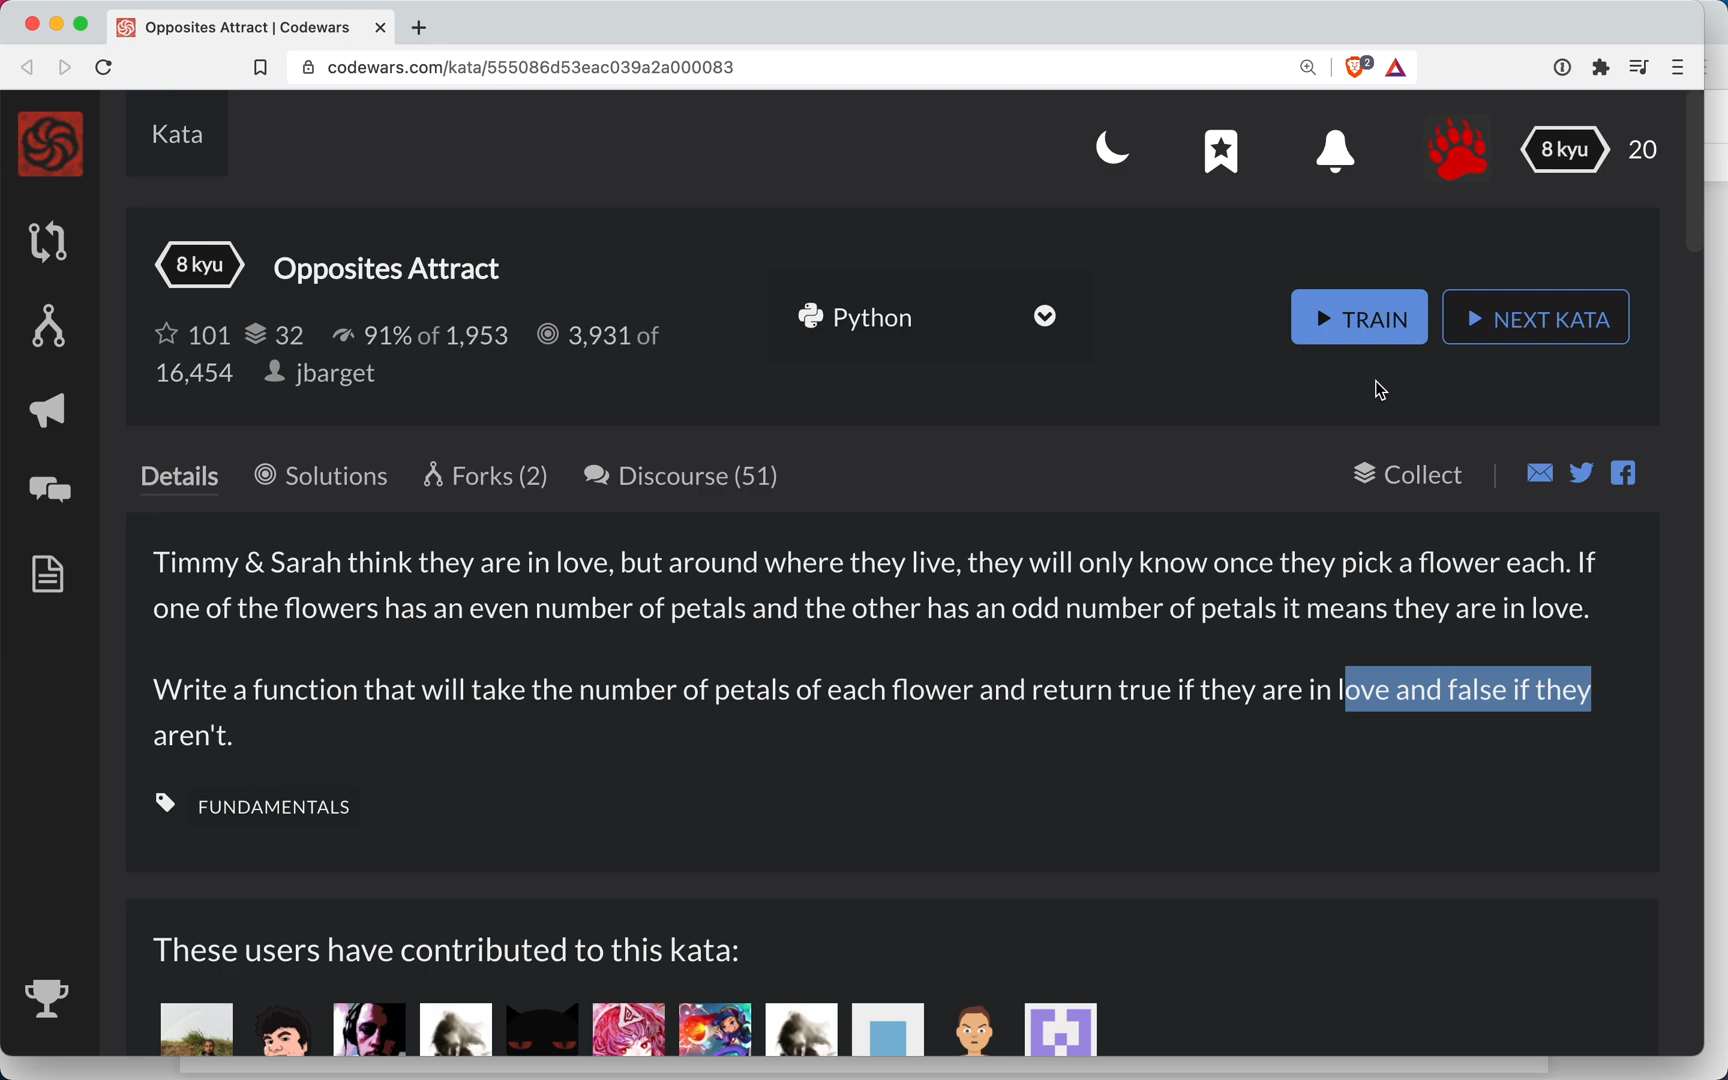 Opposites Attract | Codewars
codewars.com/kata/555086d53eac039a2a000083
2
Kata
8 kyu
20
8 kyu
Opposites Attract
101 32 91% of 1,953 3,931 of
16,454 jbarget
Python
TRAIN
NEXT KATA
Details Solutions Forks (2) Discourse (51)
Collect
Timmy & Sarah think they are in love, but around where they live, they will only know once they pick a flower each. If
one of the flowers has an even number of petals and the other has an odd number of petals it means they are in love.
Write a function that will take the number of petals of each flower and return true if they are in love and false if they
aren't.
FUNDAMENTALS
These users have contributed to this kata: